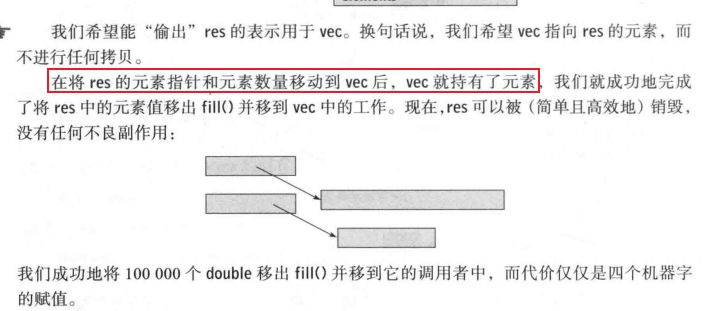 我们希望能“偷出”res 的表示用于 vec。换句话说，我们希望 vec 指向 res 的元素，而
不进行任何拷贝。
在将 res 的元素指针和元素数量移动到 vec 后，vec 就持有了元素，我们就成功地完成
了将 res 中的元素值移出 fill() 并移到 vec 中的工作。现在，res 可以被（简单且高效地）销毁，
没有任何不良副作用：
我们成功地将 100 000 个 double 移出 fill() 并移到它的调用者中，而代价仅仅是四个机器字
的赋值。